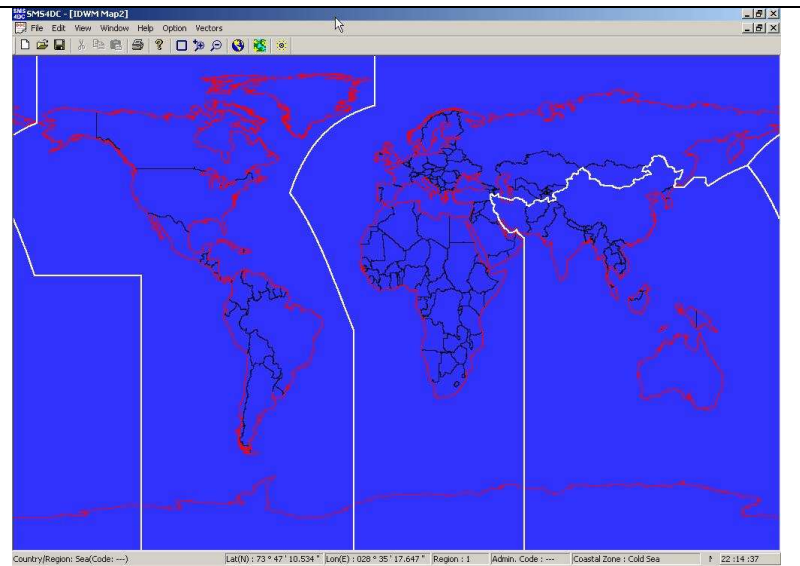 SMS4DC - [IDWM Map2]
File Edit View Window Help Option Vectors
Country/Region: Sea(Code: ---) Lat(N) : 73 ° 47 ' 10.534 " Lon(E) : 028 ° 35 ' 17.647 " Region : 1 Admin. Code : --- Coastal Zone : Cold Sea 22 :14 :37